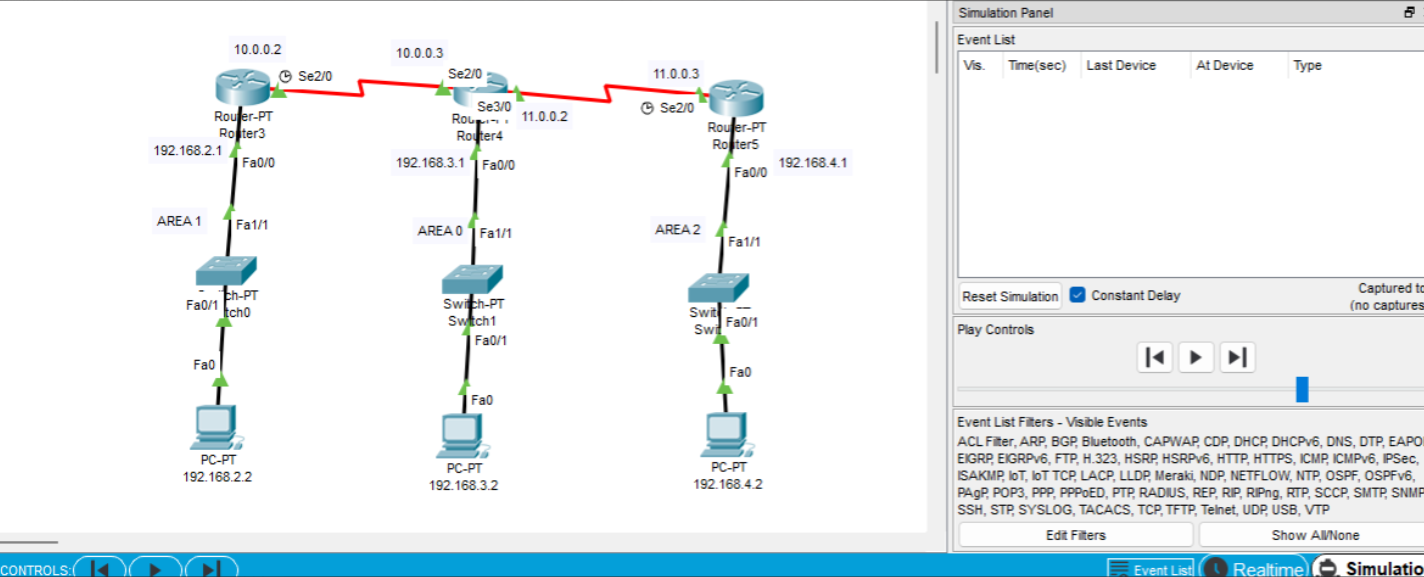 Simulation Panel
Event List
Vis. Time(sec) Last Device At Device Type
10.0.0.2
10.0.0.3
11.0.0.3
Se2/0
Se2/0
Se3/0
11.0.0.2
Se2/0
Router3
Router4
Router-PT
Router5
192.168.2.1
Fa0/0
192.168.3.1
Fa0/0
192.168.4.1
Fa0/0
AREA 1
Fa1/1
AREA 0
Fa1/1
AREA 2
Fa1/1
Fa0/1
Switch-PT
Switch1
Fa0/1
Fa0/1
Fa0
Fa0
Fa0
PC-PT
192.168.2.2
PC-PT
192.168.3.2
PC-PT
192.168.4.2
Reset Simulation Constant Delay
Captured to
(no captures
Play Controls
Event List Filters - Visible Events
ACL Filter, ARP, BGP, Bluetooth, CAPWAP, CDP, DHCP, DHCPv6, DNS, DTP, EAPO
EIGRP, EIGRPv6, FTP, H.323, HSRP, HSRPv6, HTTP, HTTPS, ICMP, ICMPv6, IPSec,
ISAKMP, IoT, IoT TCP, LACP, LLDP, Meraki, NDP, NETFLOW, NTP, OSPF, OSPFv6,
PAgP, POP3, PPP, PPPoED, PTP, RADIUS, REP, RIP, RIPng, RTP, SCCP, SMTP, SNMP
SSH, STP, SYSLOG, TACACS, TCP, TFTP, Telnet, UDP, USB, VTP
Edit Filters
Show All/None
CONTROLS:
Event List
Realtime
Simulatio